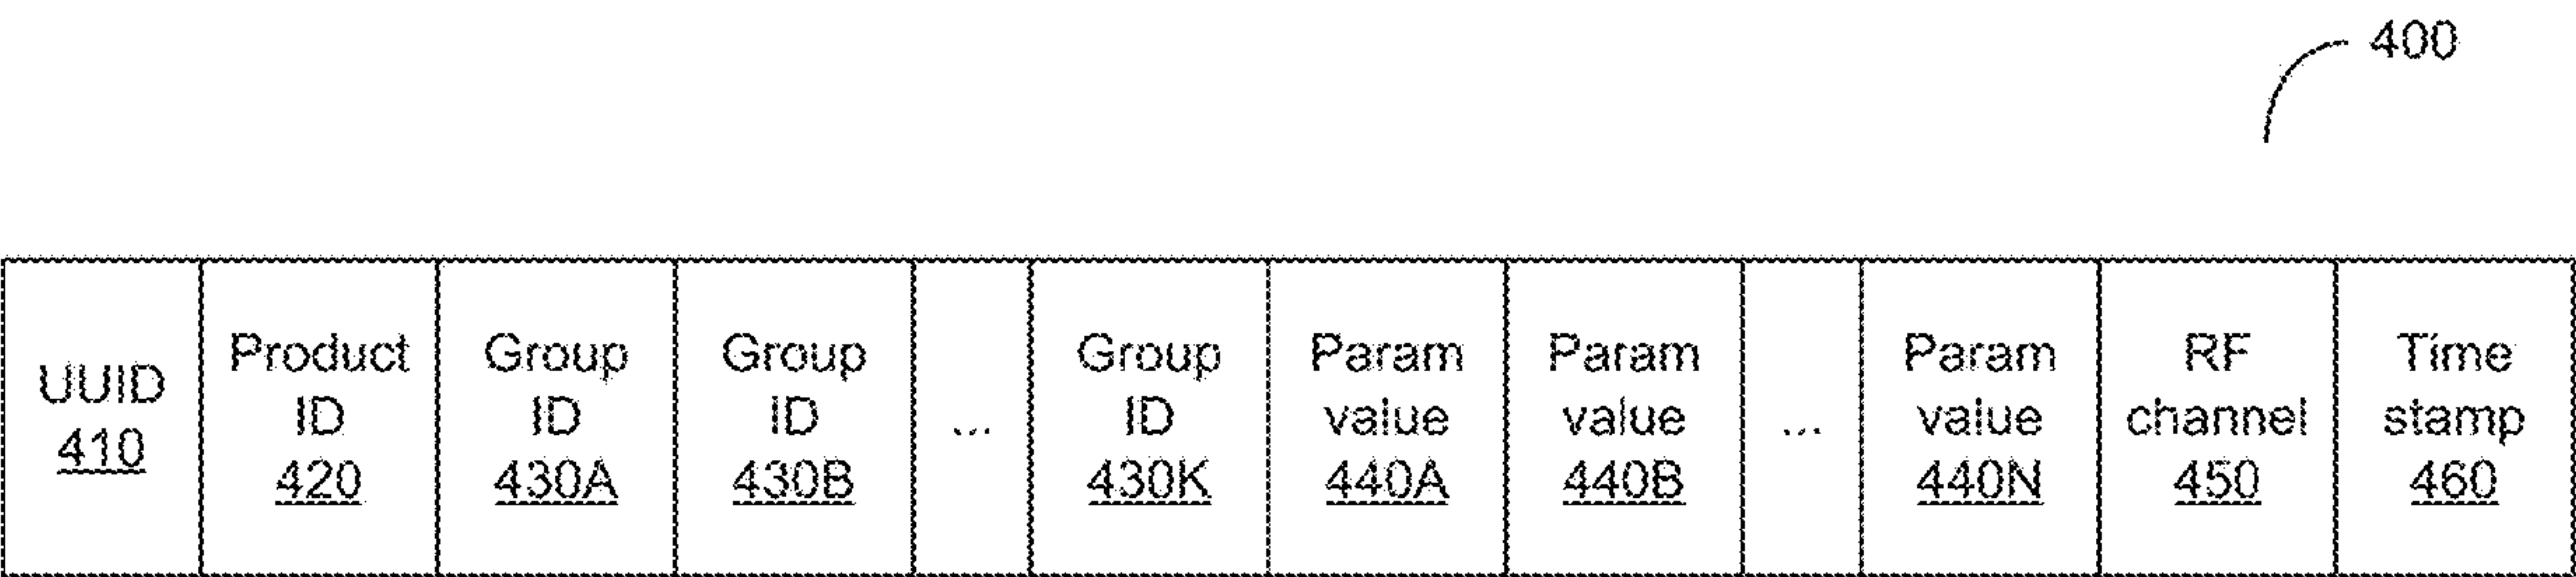 400
UUID
410
Product
ID
420
Group
ID
430A
Group
ID
430B
...
Group
ID
430K
Param
value
440A
Param
value
440B
...
Param
value
440N
RF
channel
450
Time
stamp
460